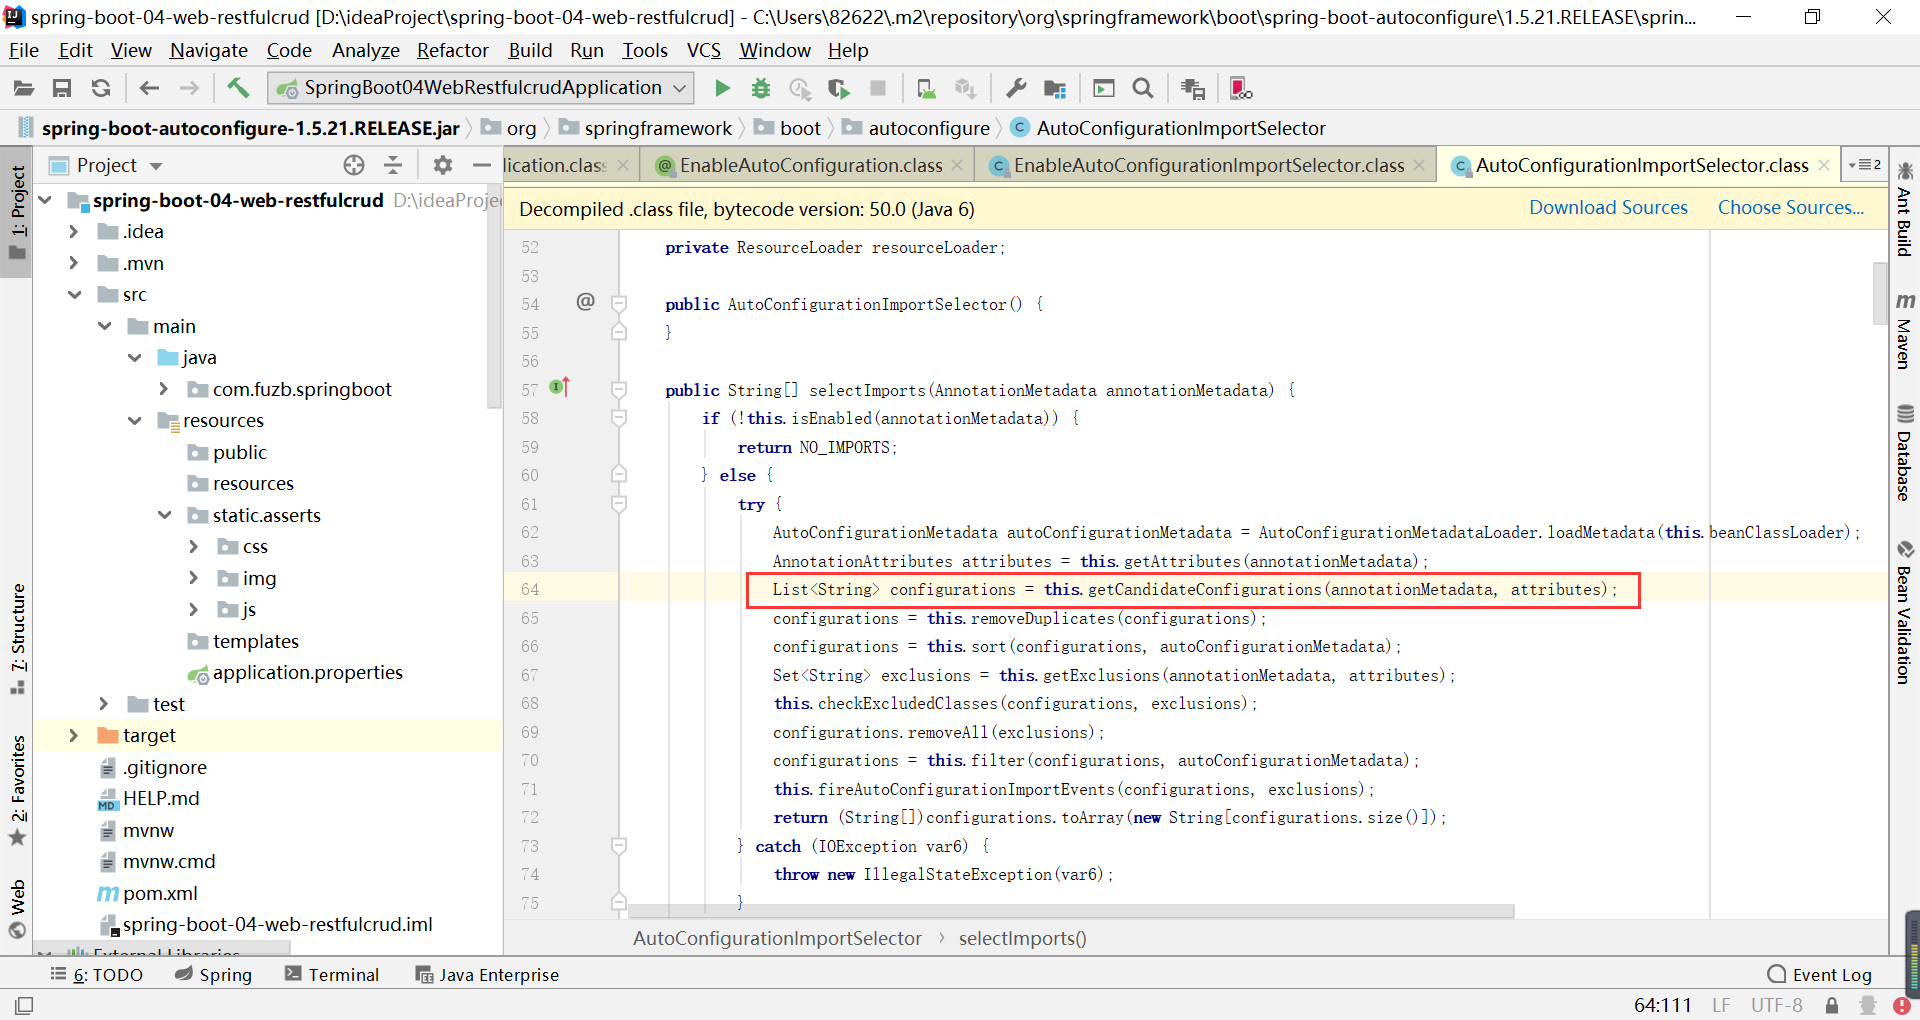 spring-boot-04-web-restfulcrud [D:\ideaProject\spring-boot-04-web-restfulcrud] - C:\Users\82622\.m2\repository\org\springframework\boot\spring-boot-autoconfigure\1.5.21.RELEASE\sprin...
File Edit View Navigate Code Analyze Refactor Build Run Tools VCS Window Help
SpringBoot04WebRestfulcrudApplication
spring-boot-autoconfigure-1.5.21.RELEASE.jar org springframework boot autoconfigure AutoConfigurationImportSelector
Project
lication.class EnableAutoConfiguration.class EnableAutoConfigurationImportSelector.class AutoConfigurationImportSelector.class 2
Decompiled .class file, bytecode version: 50.0 (Java 6) Download Sources Choose Sources...
1: Project
7: Structure
2: Favorites
Web
spring-boot-04-web-restfulcrud D:\ideaProje
.idea
.mvn
src
main
java
com.fuzb.springboot
resources
public
resources
static.asserts
css
img
js
templates
application.properties
test
target
.gitignore
HELP.md
mvnw
mvnw.cmd
pom.xml
spring-boot-04-web-restfulcrud.iml
External Libraries
52 private ResourceLoader resourceLoader;
53
54 @ public AutoConfigurationImportSelector() {
55 }
56
57 public String[] selectImports(AnnotationMetadata annotationMetadata) {
58 if (!this.isEnabled(annotationMetadata)) {
59 return NO_IMPORTS;
60 } else {
61 try {
62 AutoConfigurationMetadata autoConfigurationMetadata = AutoConfigurationMetadataLoader.loadMetadata(this.beanClassLoader);
63 AnnotationAttributes attributes = this.getAttributes(annotationMetadata);
64 List<String> configurations = this.getCandidateConfigurations(annotationMetadata, attributes);
65 configurations = this.removeDuplicates(configurations);
66 configurations = this.sort(configurations, autoConfigurationMetadata);
67 Set<String> exclusions = this.getExclusions(annotationMetadata, attributes);
68 this.checkExcludedClasses(configurations, exclusions);
69 configurations.removeAll(exclusions);
70 configurations = this.filter(configurations, autoConfigurationMetadata);
71 this.fireAutoConfigurationImportEvents(configurations, exclusions);
72 return (String[])configurations.toArray(new String[configurations.size()]);
73 } catch (IOException var6) {
74 throw new IllegalStateException(var6);
75 }
AutoConfigurationImportSelector › selectImports()
Ant Build
Maven
Database
Bean Validation
6: TODO Spring Terminal Java Enterprise Event Log
64:111 LF UTF-8